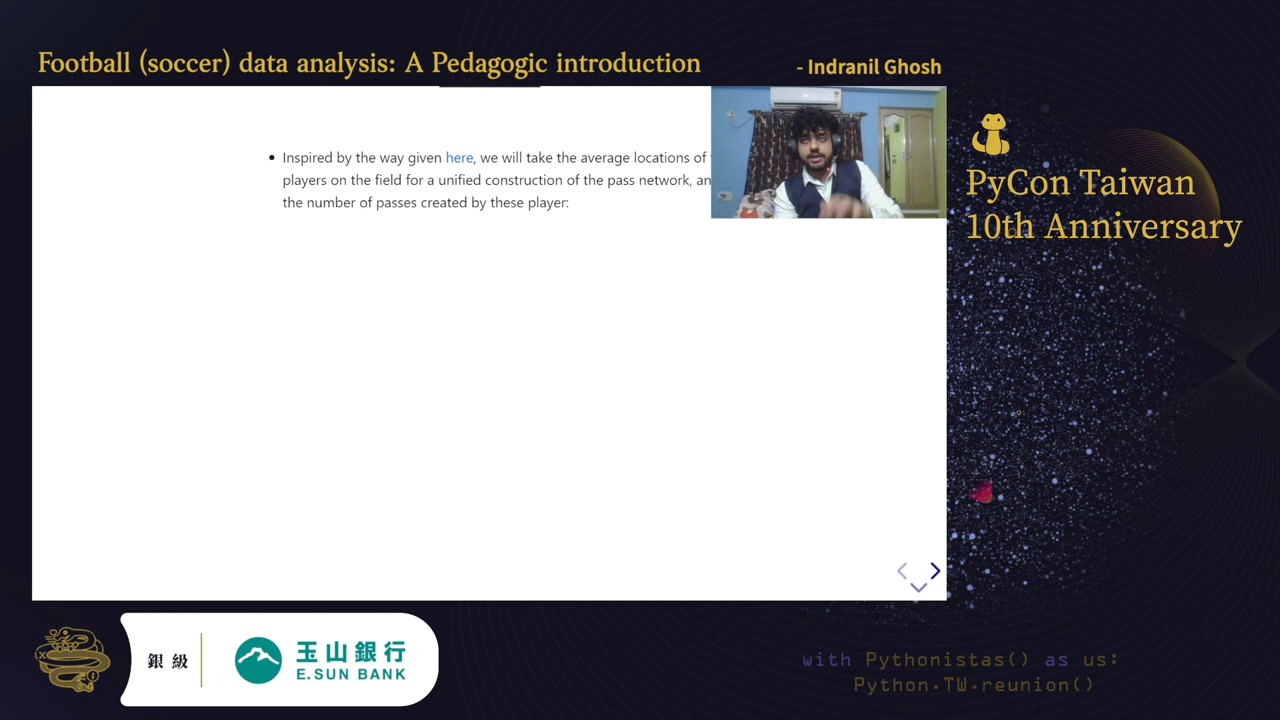 Football (soccer) data analysis: A Pedagogic introduction
- Indranil Ghosh
Inspired by the way given here, we will take the average locations of
players on the field for a unified construction of the pass network, an
the number of passes created by these player:
PyCon Taiwan
10th Anniversary
銀級
玉山銀行
E.SUN BANK
with Pythonistas() as us:
Python.TW.reunion()